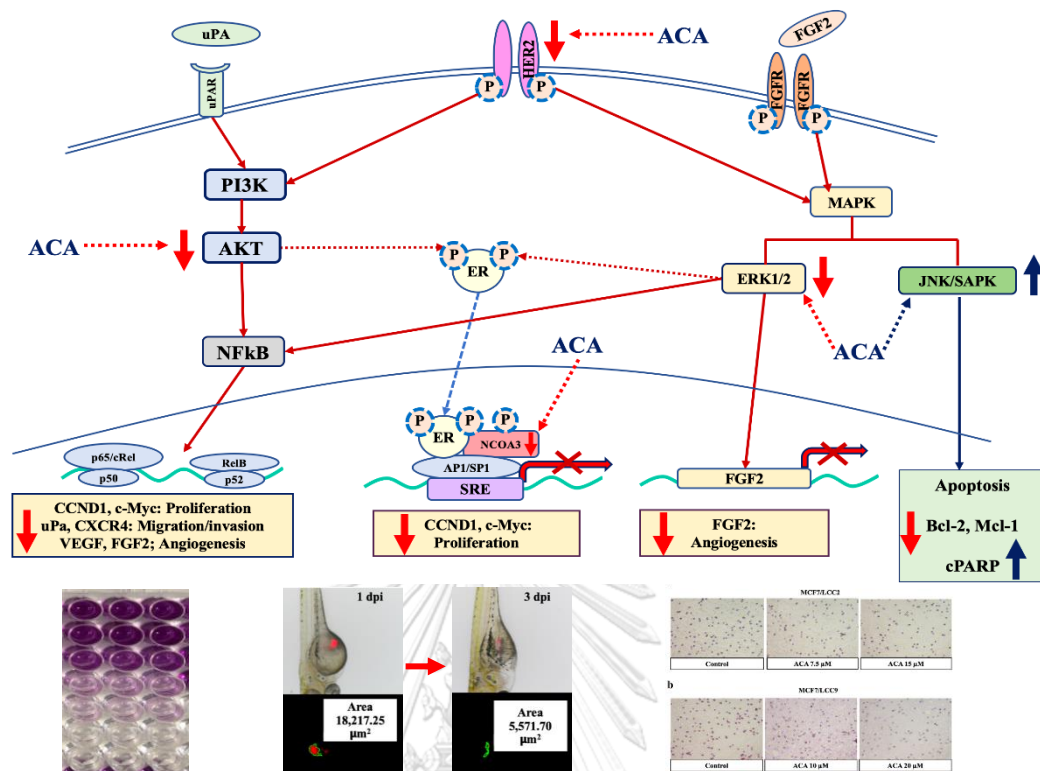 uPA
uPAR
P
HER2
P
ACA
FGF2
P
FGFR
FGFR
P
PI3K
MAPK
ACA
AKT
P
P
ER
ERK1/2
JNK/SAPK
NFkB
ACA
ACA
p65/cRel
p50
RelB
p52
P
P
P
ER
NCOA3
AP1/SP1
SRE
FGF2
CCND1, c-Myc: Proliferation
uPa, CXCR4: Migration/invasion
VEGF, FGF2; Angiogenesis
CCND1, c-Myc:
Proliferation
FGF2:
Angiogenesis
Apoptosis
Bcl-2, Mcl-1
cPARP
1 dpi
Area
18,217.25
µm²
3 dpi
Area
5,571.70
µm²
MCF7/LCC2
Control
ACA 7.5 µM
ACA 15 µM
b
MCF7/LCC9
Control
ACA 10 µM
ACA 20 µM